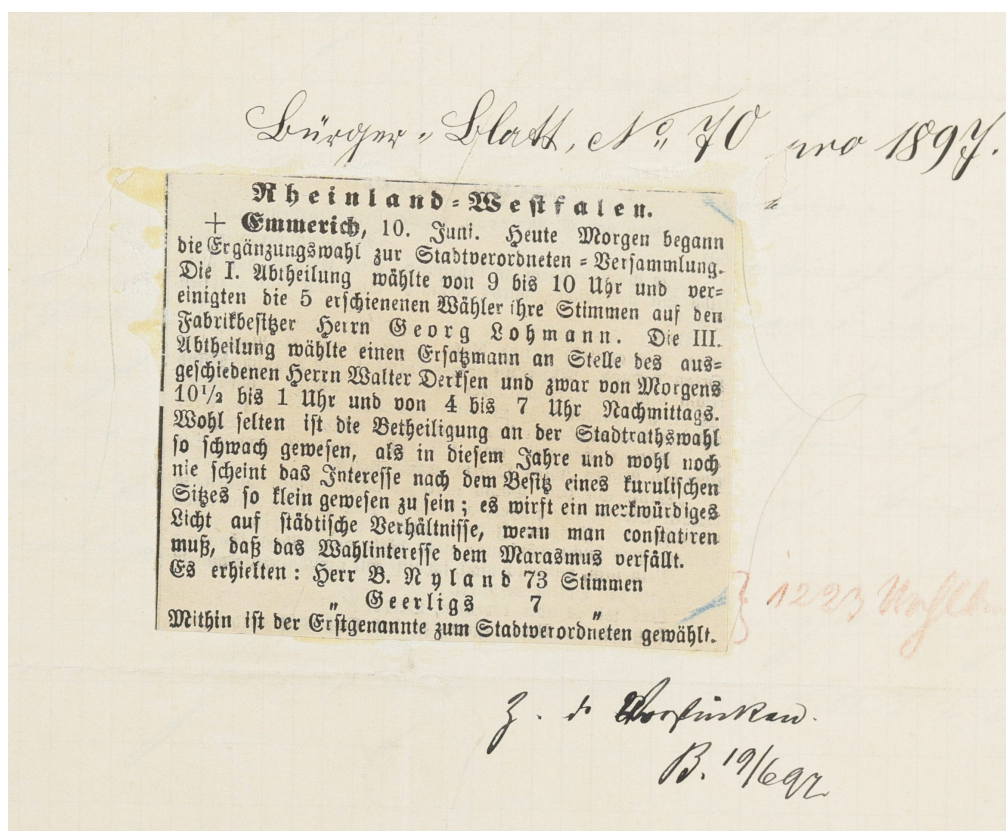 Bürger-Blatt, No 70 pro 1897.
Rheinland-Westfalen.
+ Emmerich, 10. Juni. Heute Morgen begann
die Ergänzungswahl zur Stadtverordneten-Versammlung.
Die I. Abtheilung wählte von 9 bis 10 Uhr und ver-
einigten die 5 erschienenen Wähler ihre Stimmen auf den
Fabrikbesitzer Herrn Georg Lohmann. Die III.
Abtheilung wählte einen Ersatzmann an Stelle des aus-
geschiedenen Herrn Walter Derksen und zwar von Morgens
10½ bis 1 Uhr und von 4 bis 7 Uhr Nachmittags.
Wohl selten ist die Betheiligung an der Stadtrathswahl
so schwach gewesen, als in diesem Jahre und wohl noch
nie scheint das Interesse nach dem Besitz eines kurulischen
Sitzes so klein gewesen zu sein; es wirft ein merkwürdiges
Licht auf städtische Verhältnisse, wenn man constatiren
muß, daß das Wahlinteresse dem Marasmus verfällt.
Es erhielten: Herr B. Nyland 73 Stimmen
" Geerligs 7 "
Mithin ist der Erstgenannte zum Stadtverordneten gewählt.
1223
Z. d.
B. 19/6 97.